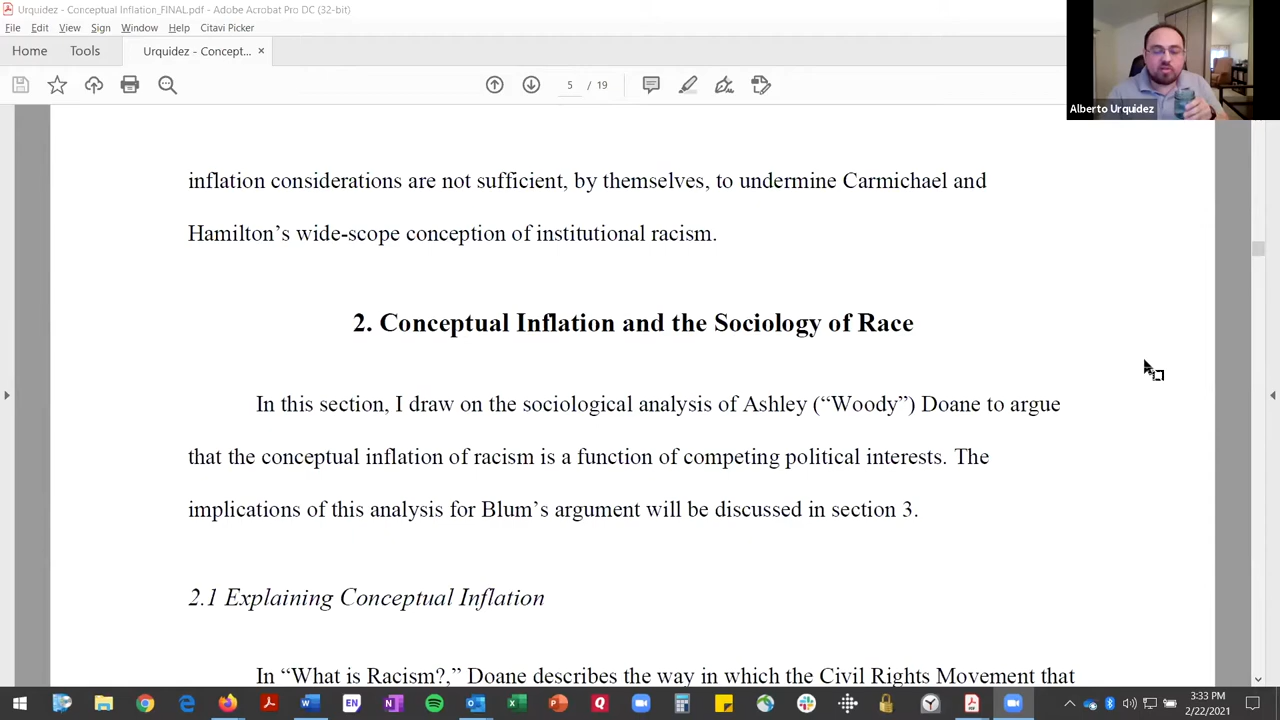 Urquidez - Conceptual Inflation_FINAL.pdf - Adobe Acrobat Pro DC (32-bit)
File Edit View Sign Window Help Citavi Picker
Home Tools Urquidez - Concept... ×
5 / 19
Alberto Urquidez
inflation considerations are not sufficient, by themselves, to undermine Carmichael and
Hamilton’s wide-scope conception of institutional racism.
2. Conceptual Inflation and the Sociology of Race
In this section, I draw on the sociological analysis of Ashley (“Woody”) Doane to argue
that the conceptual inflation of racism is a function of competing political interests. The
implications of this analysis for Blum’s argument will be discussed in section 3.
2.1 Explaining Conceptual Inflation
In “What is Racism?,” Doane describes the way in which the Civil Rights Movement that
EN
3:33 PM
2/22/2021